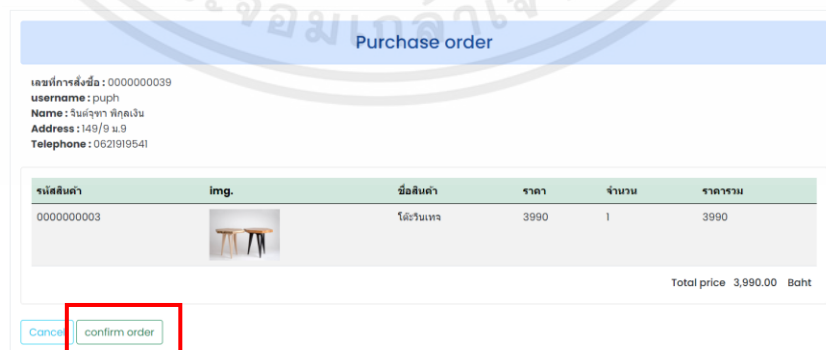 Purchase order
เลขที่การสั่งซื้อ : 0000000039
username : puph
Name : จินต์จุฑา พิกุลเงิน
Address : 149/9 ม.9
Telephone : 0621919541
รหัสสินค้า img. ชื่อสินค้า ราคา จำนวน ราคารวม
0000000003 โต๊ะวินเทจ 3990 1 3990
Total price 3,990.00 Baht
Cancel confirm order